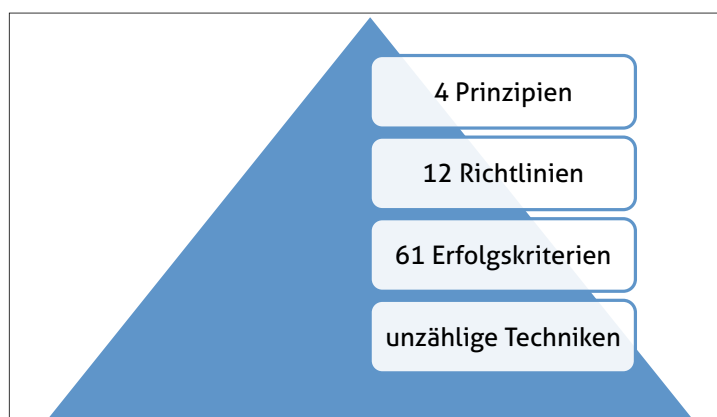 4 Prinzipien
12 Richtlinien
61 Erfolgskriterien
unzählige Techniken